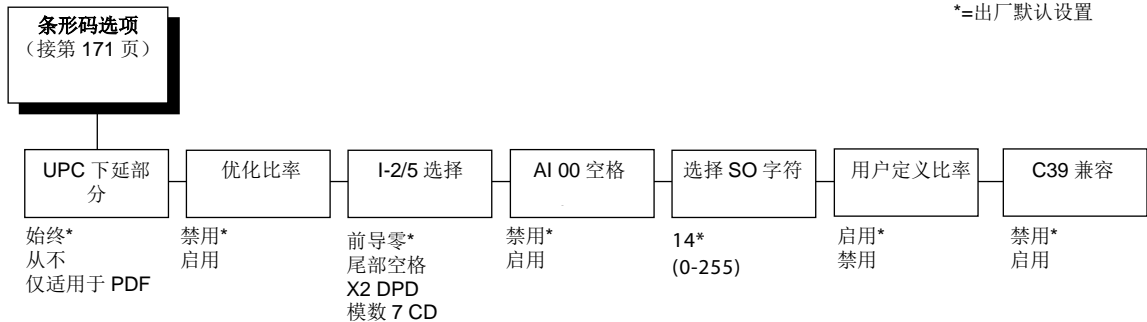 *=出厂默认设置
条形码选项
（接第 171 页）
UPC 下延部
分
优化比率
I-2/5 选择
AI 00 空格
选择 SO 字符
用户定义比率
C39 兼容
始终*
从不
仅适用于 PDF
禁用*
启用
前导零*
尾部空格
X2 DPD
模数 7 CD
禁用*
启用
14*
(0-255)
启用*
禁用
禁用*
启用